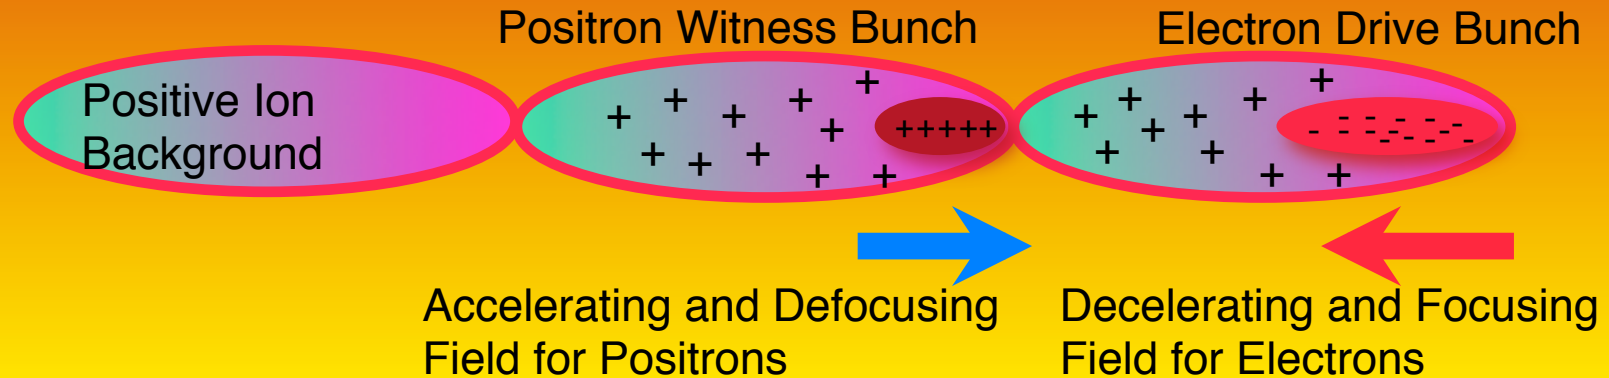 Positron Witness Bunch
Electron Drive Bunch
Positive Ion
Background
+++++
Accelerating and Defocusing
Field for Positrons
Decelerating and Focusing
Field for Electrons